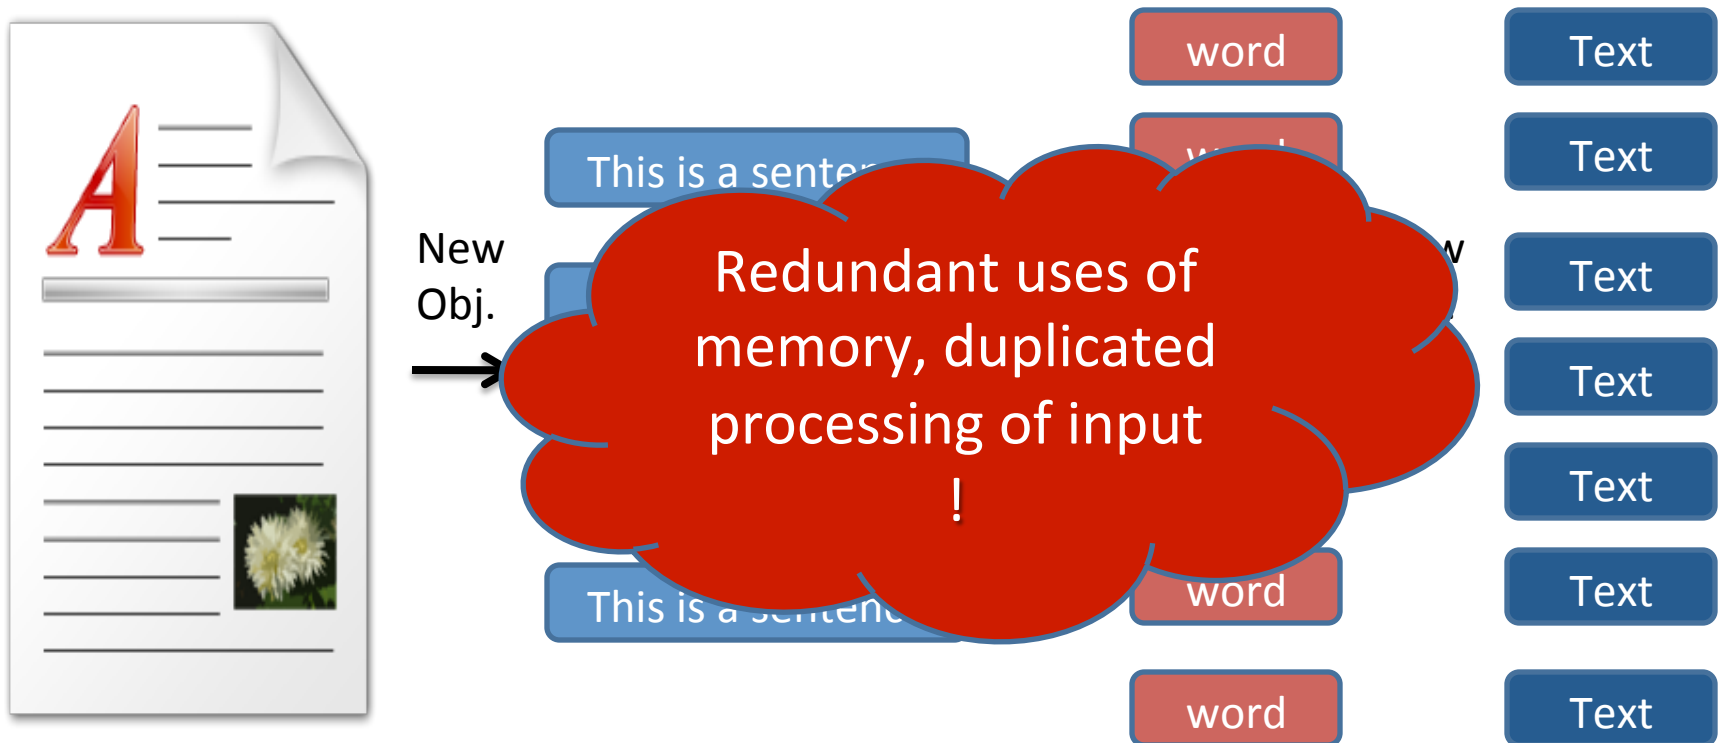 New
Obj.
This is a
This is a
Redundant uses of
memory, duplicated
processing of input
!
word
word
word
Text
Text
Text
Text
Text
Text
Text